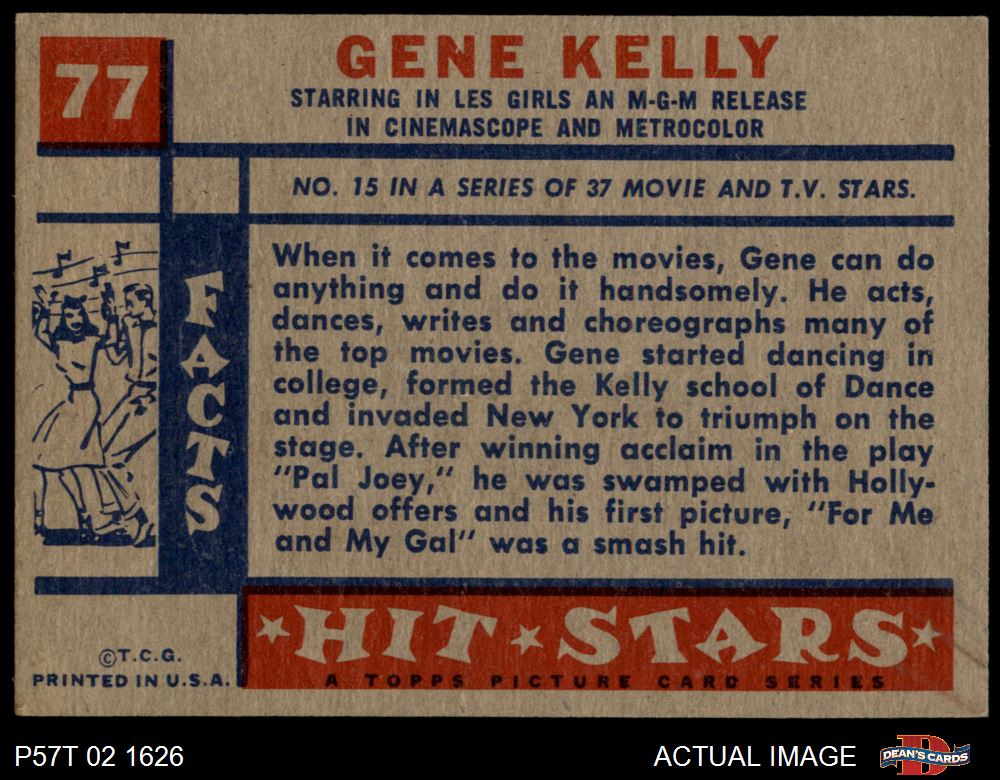 77
GENE KELLY
STARRING IN LES GIRLS AN M-G-M RELEASE
IN CINEMASCOPE AND METROCOLOR
NO. 15 IN A SERIES OF 37 MOVIE AND T.V. STARS.
FACTS
When it comes to the movies, Gene can do
anything and do it handsomely. He acts,
dances, writes and choreographs many of
the top movies. Gene started dancing in
college, formed the Kelly school of Dance
and invaded New York to triumph on the
stage. After winning acclaim in the play
"Pal Joey," he was swamped with Holly-
wood offers and his first picture, "For Me
and My Gal" was a smash hit.
HIT STARS
A TOPPS PICTURE CARD SERIES
©T.C.G.
PRINTED IN U.S.A.
P57T 02 1626
ACTUAL IMAGE
D
DEAN'S CARDS